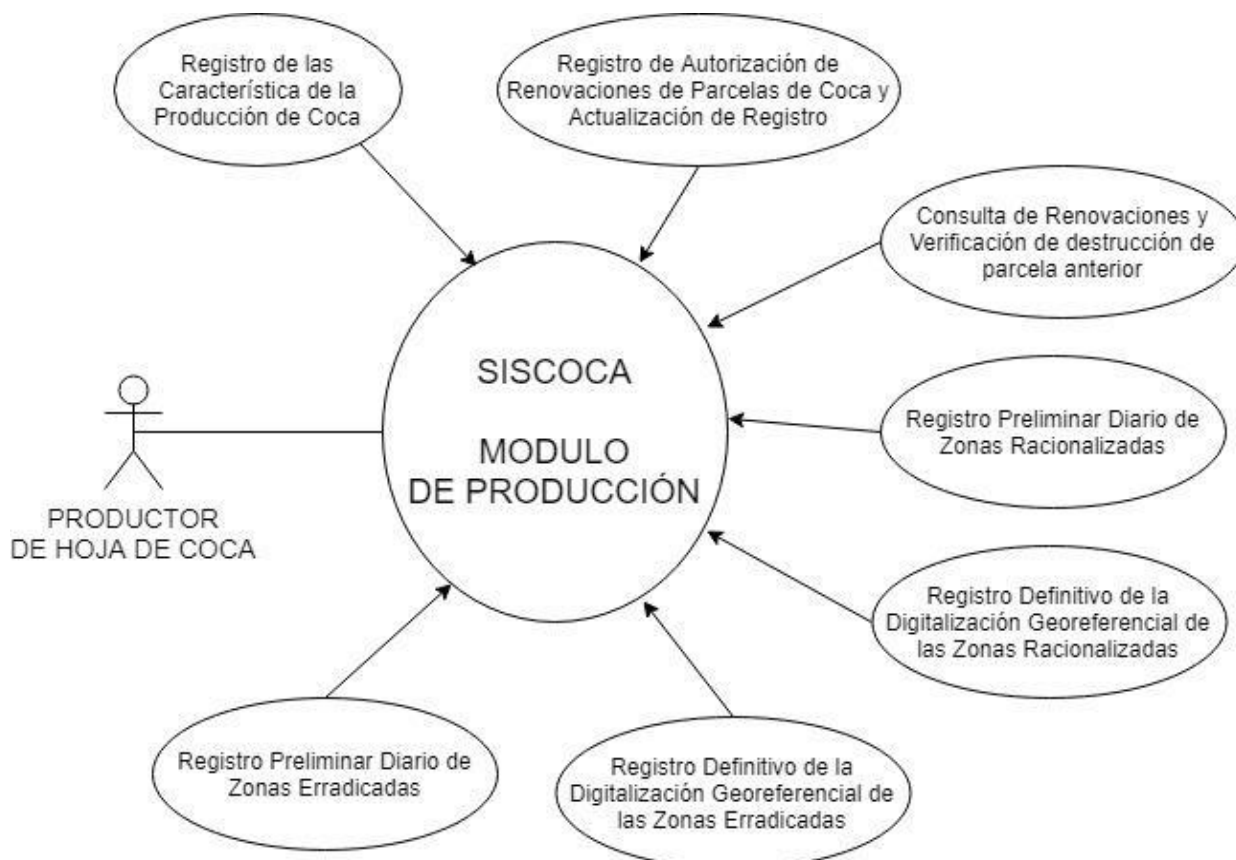 Registro de las
Característica de la
Producción de Coca
Registro de Autorización de
Renovaciones de Parcelas de Coca y
Actualización de Registro
Consulta de Renovaciones y
Verificación de destrucción de
parcela anterior
SISCOCA
MODULO
DE PRODUCCIÓN
Registro Preliminar Diario de
Zonas Racionalizadas
PRODUCTOR
DE HOJA DE COCA
Registro Definitivo de la
Digitalización Georeferencial de
las Zonas Racionalizadas
Registro Preliminar Diario de
Zonas Erradicadas
Registro Definitivo de la
Digitalización Georeferencial de
las Zonas Erradicadas